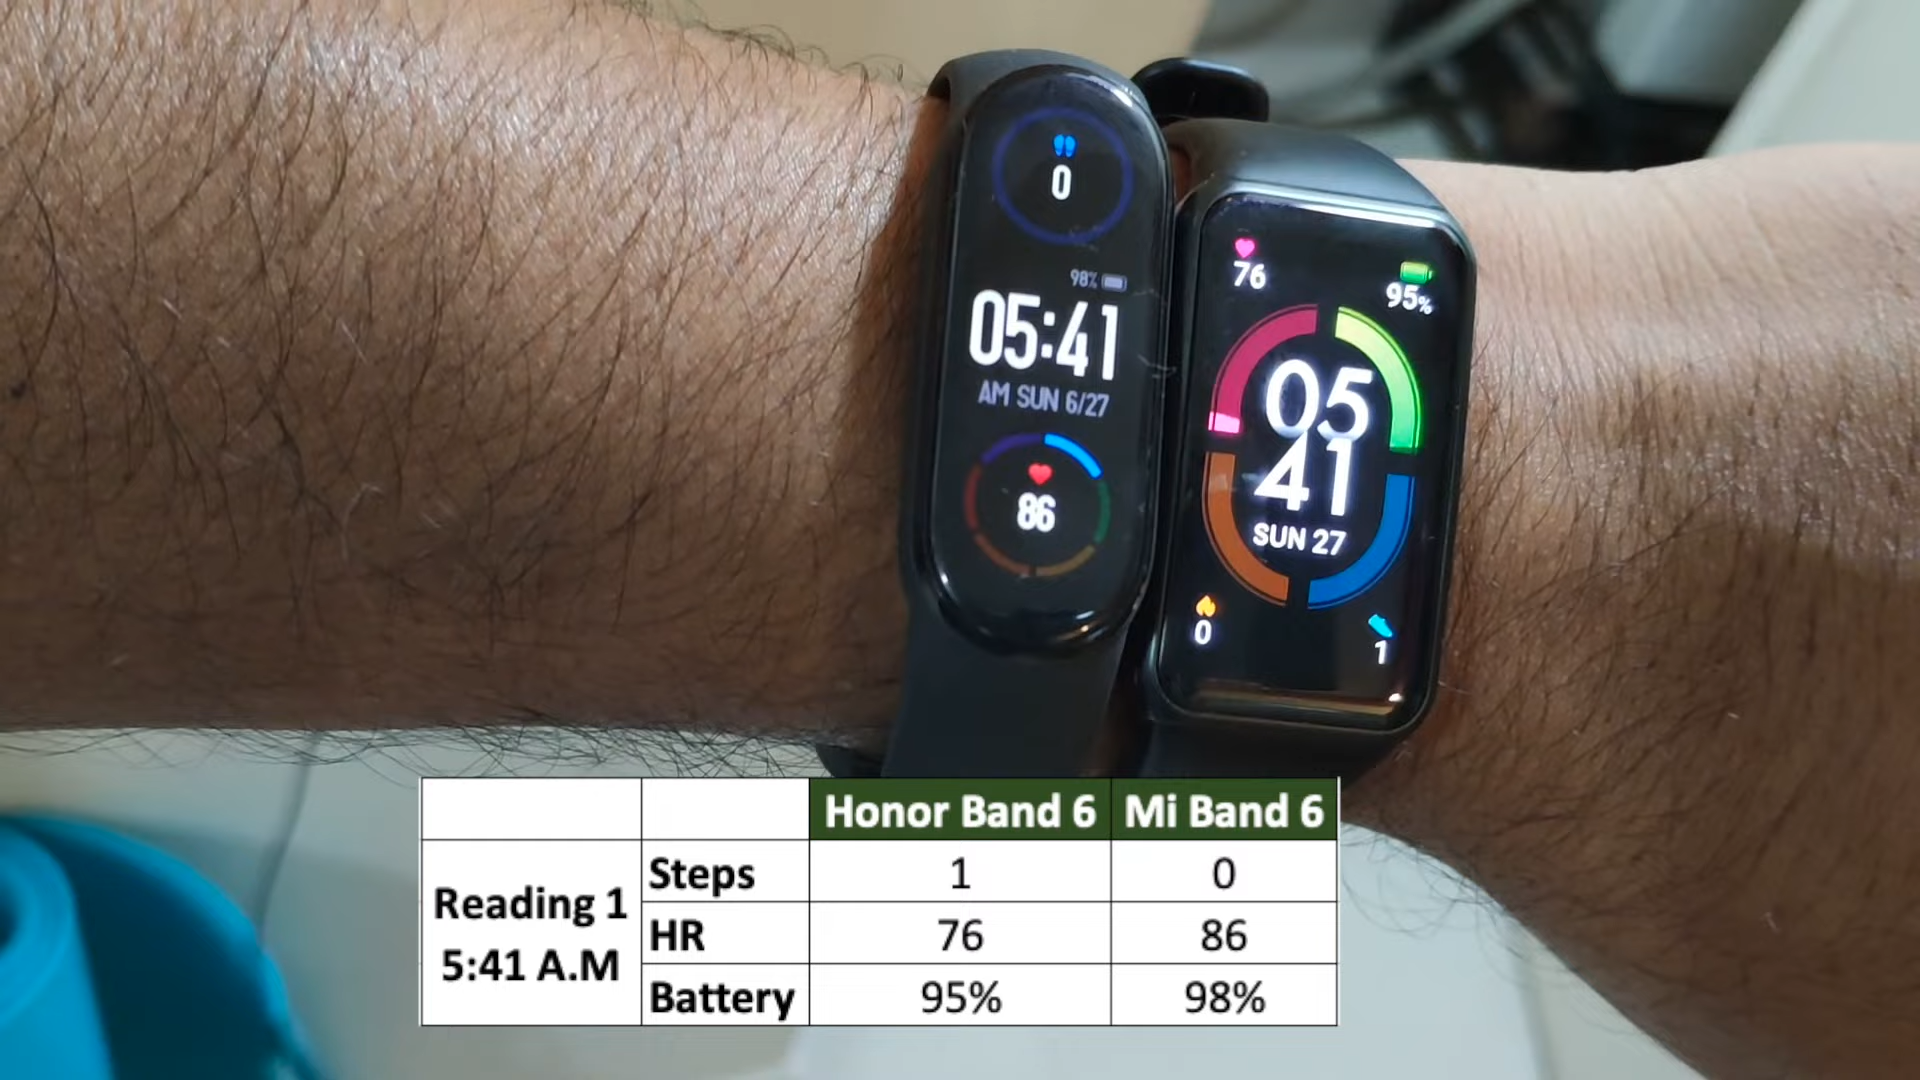 0
98%
05:41
AM SUN 6/27
86
76
95%
05
41
SUN 27
0
1
Honor Band 6 Mi Band 6
Reading 1
5:41 A.M
Steps 1 0
HR 76 86
Battery 95% 98%